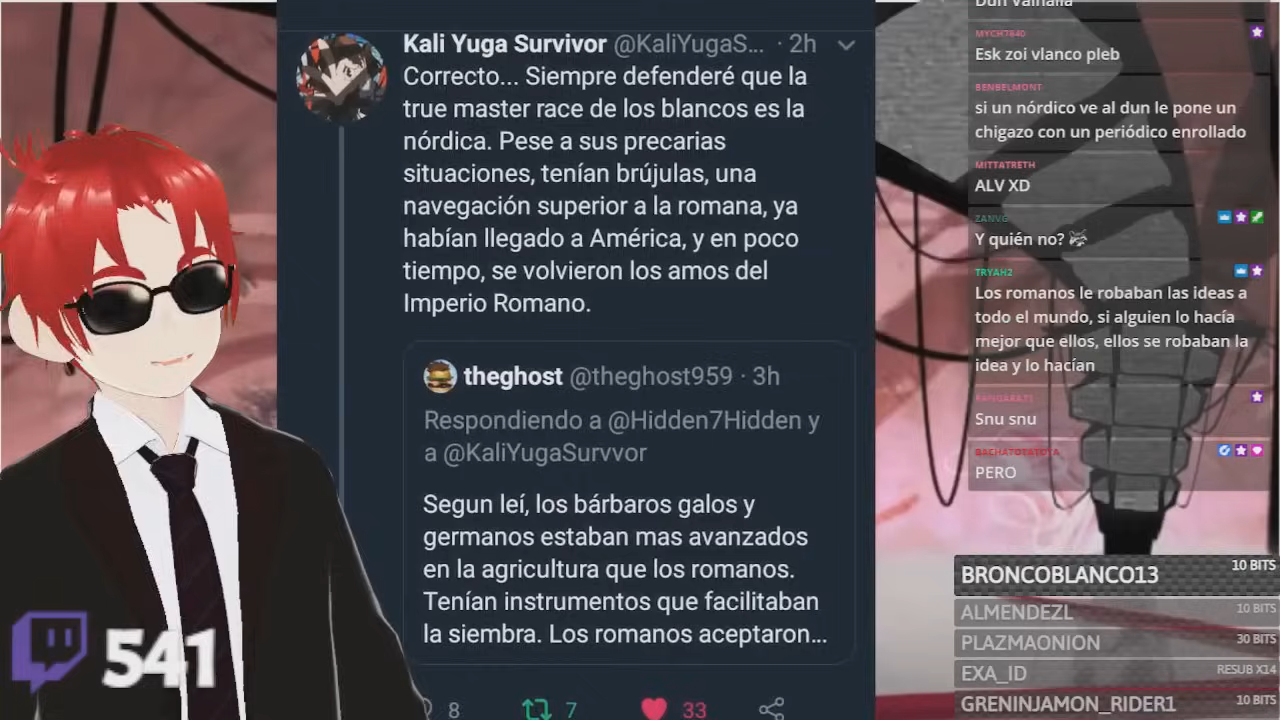 Kali Yuga Survivor @KaliYugaS... · 2h
Correcto... Siempre defenderé que la
true master race de los blancos es la
nórdica. Pese a sus precarias
situaciones, tenían brújulas, una
navegación superior a la romana, ya
habían llegado a América, y en poco
tiempo, se volvieron los amos del
Imperio Romano.
theghost @theghost959 · 3h
Respondiendo a @Hidden7Hidden y
a @KaliYugaSurvvor
Segun leí, los bárbaros galos y
germanos estaban mas avanzados
en la agricultura que los romanos.
Tenían instrumentos que facilitaban
la siembra. Los romanos aceptaron...
8 7 33
541
Dun Valhalla
MYCH7840
Esk zoi vlanco pleb
BENBELMONT
si un nórdico ve al dun le pone un
chigazo con un periódico enrollado
MITTATRETH
ALV XD
ZANV6
Y quién no?
TRYAH2
Los romanos le robaban las ideas a
todo el mundo, si alguien lo hacía
mejor que ellos, ellos se robaban la
idea y lo hacían
Snu snu
PERO
BRONCOBLANCO13 10 BITS
ALMENDEZL 10 BITS
PLAZMAONION 30 BITS
EXA_ID RESUB X14
GRENINJAMON_RIDER1 10 BITS